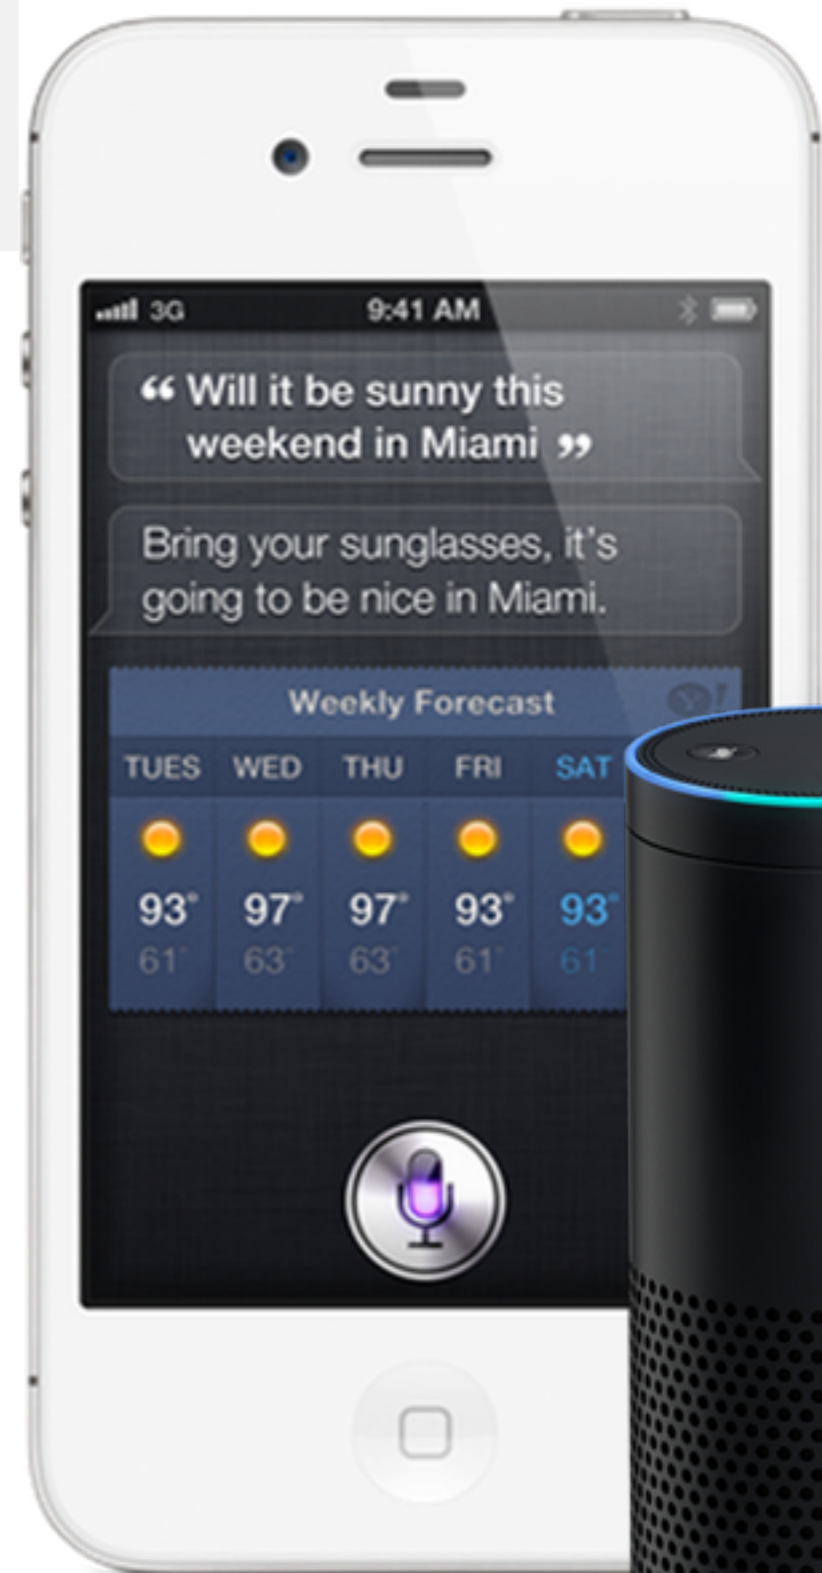 3G 9:41 AM
“ Will it be sunny this
weekend in Miami ”
Bring your sunglasses, it's
going to be nice in Miami.
Weekly Forecast Y!
TUES WED THU FRI SAT
93° 97° 97° 93° 93°
61° 63° 63° 61° 61°